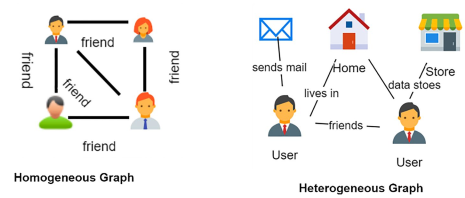 friend
friend
friend
friend
friend
Homogeneous Graph
sends mail
Home
Store
lives in
data stoes
friends
User
User
Heterogeneous Graph